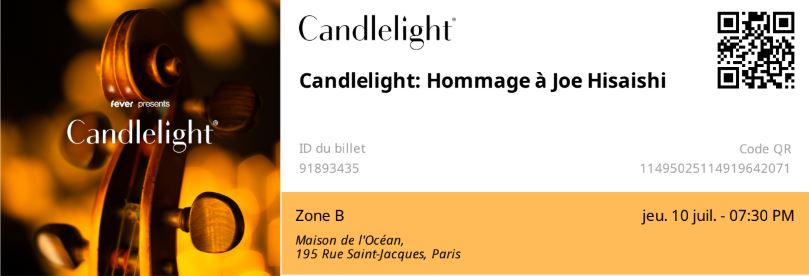 fever presents
Candlelight®
Candlelight®
Candlelight: Hommage à Joe Hisaishi
ID du billet
91893435
Code QR
11495025114919642071
Zone B
jeu. 10 juil. - 07:30 PM
Maison de l'Océan,
195 Rue Saint-Jacques, Paris